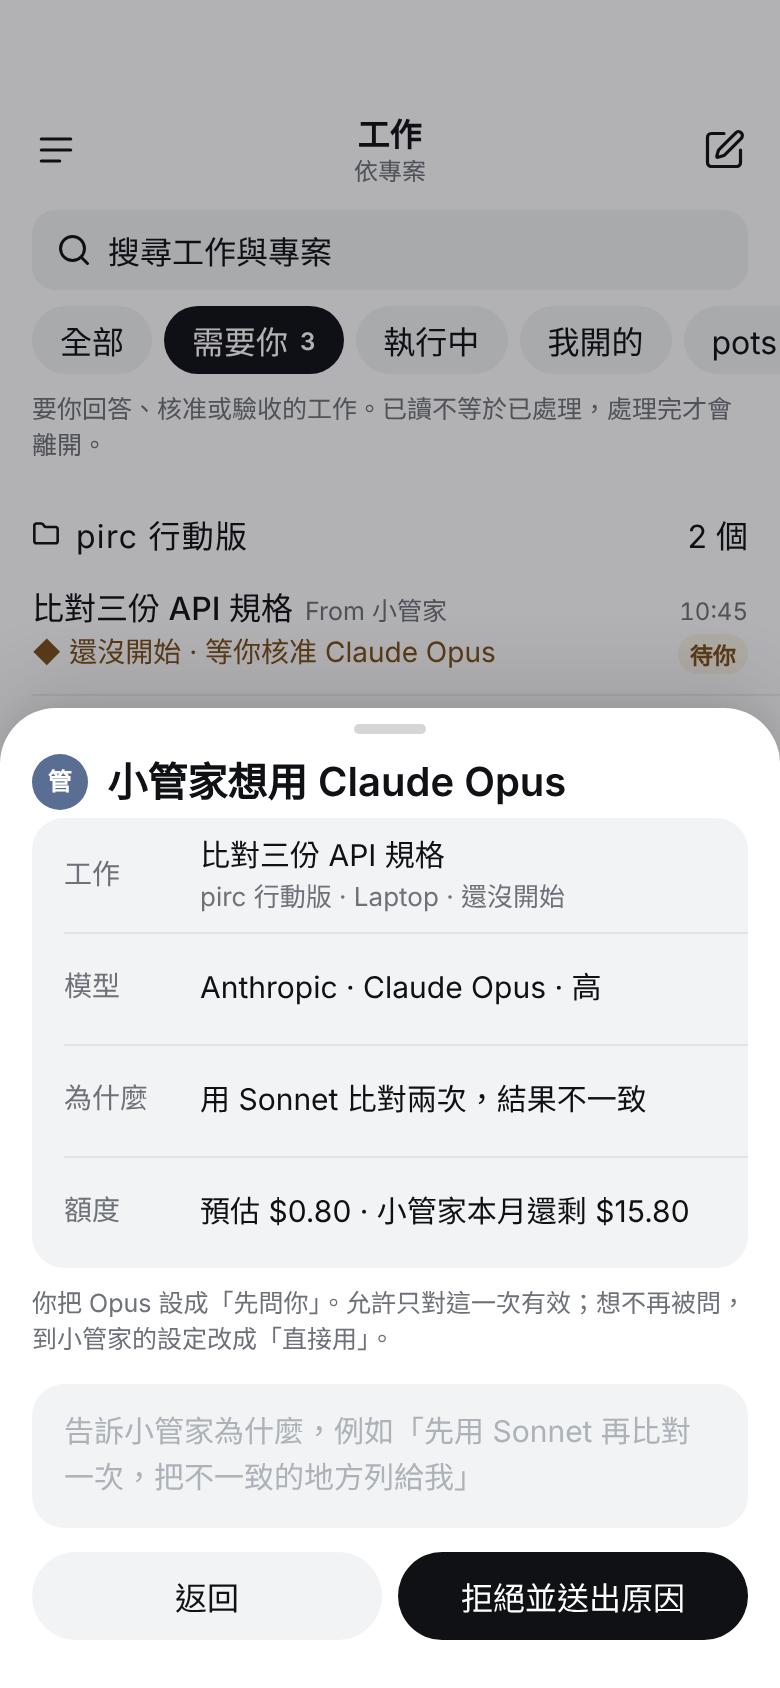 工作
依專案
搜尋工作與專案
全部 需要你 3 執行中 我開的 pots
要你回答、核准或驗收的工作。已讀不等於已處理，處理完才會
離開。
pirc 行動版 2 個
比對三份 API 規格 From 小管家 10:45
還沒開始 · 等你核准 Claude Opus 待你
管 小管家想用 Claude Opus
工作 比對三份 API 規格
pirc 行動版 · Laptop · 還沒開始
模型 Anthropic · Claude Opus · 高
為什麼 用 Sonnet 比對兩次，結果不一致
額度 預估 $0.80 · 小管家本月還剩 $15.80
你把 Opus 設成「先問你」。允許只對這一次有效；想不再被問，
到小管家的設定改成「直接用」。
告訴小管家為什麼，例如「先用 Sonnet 再比對
一次，把不一致的地方列給我」
返回 拒絕並送出原因